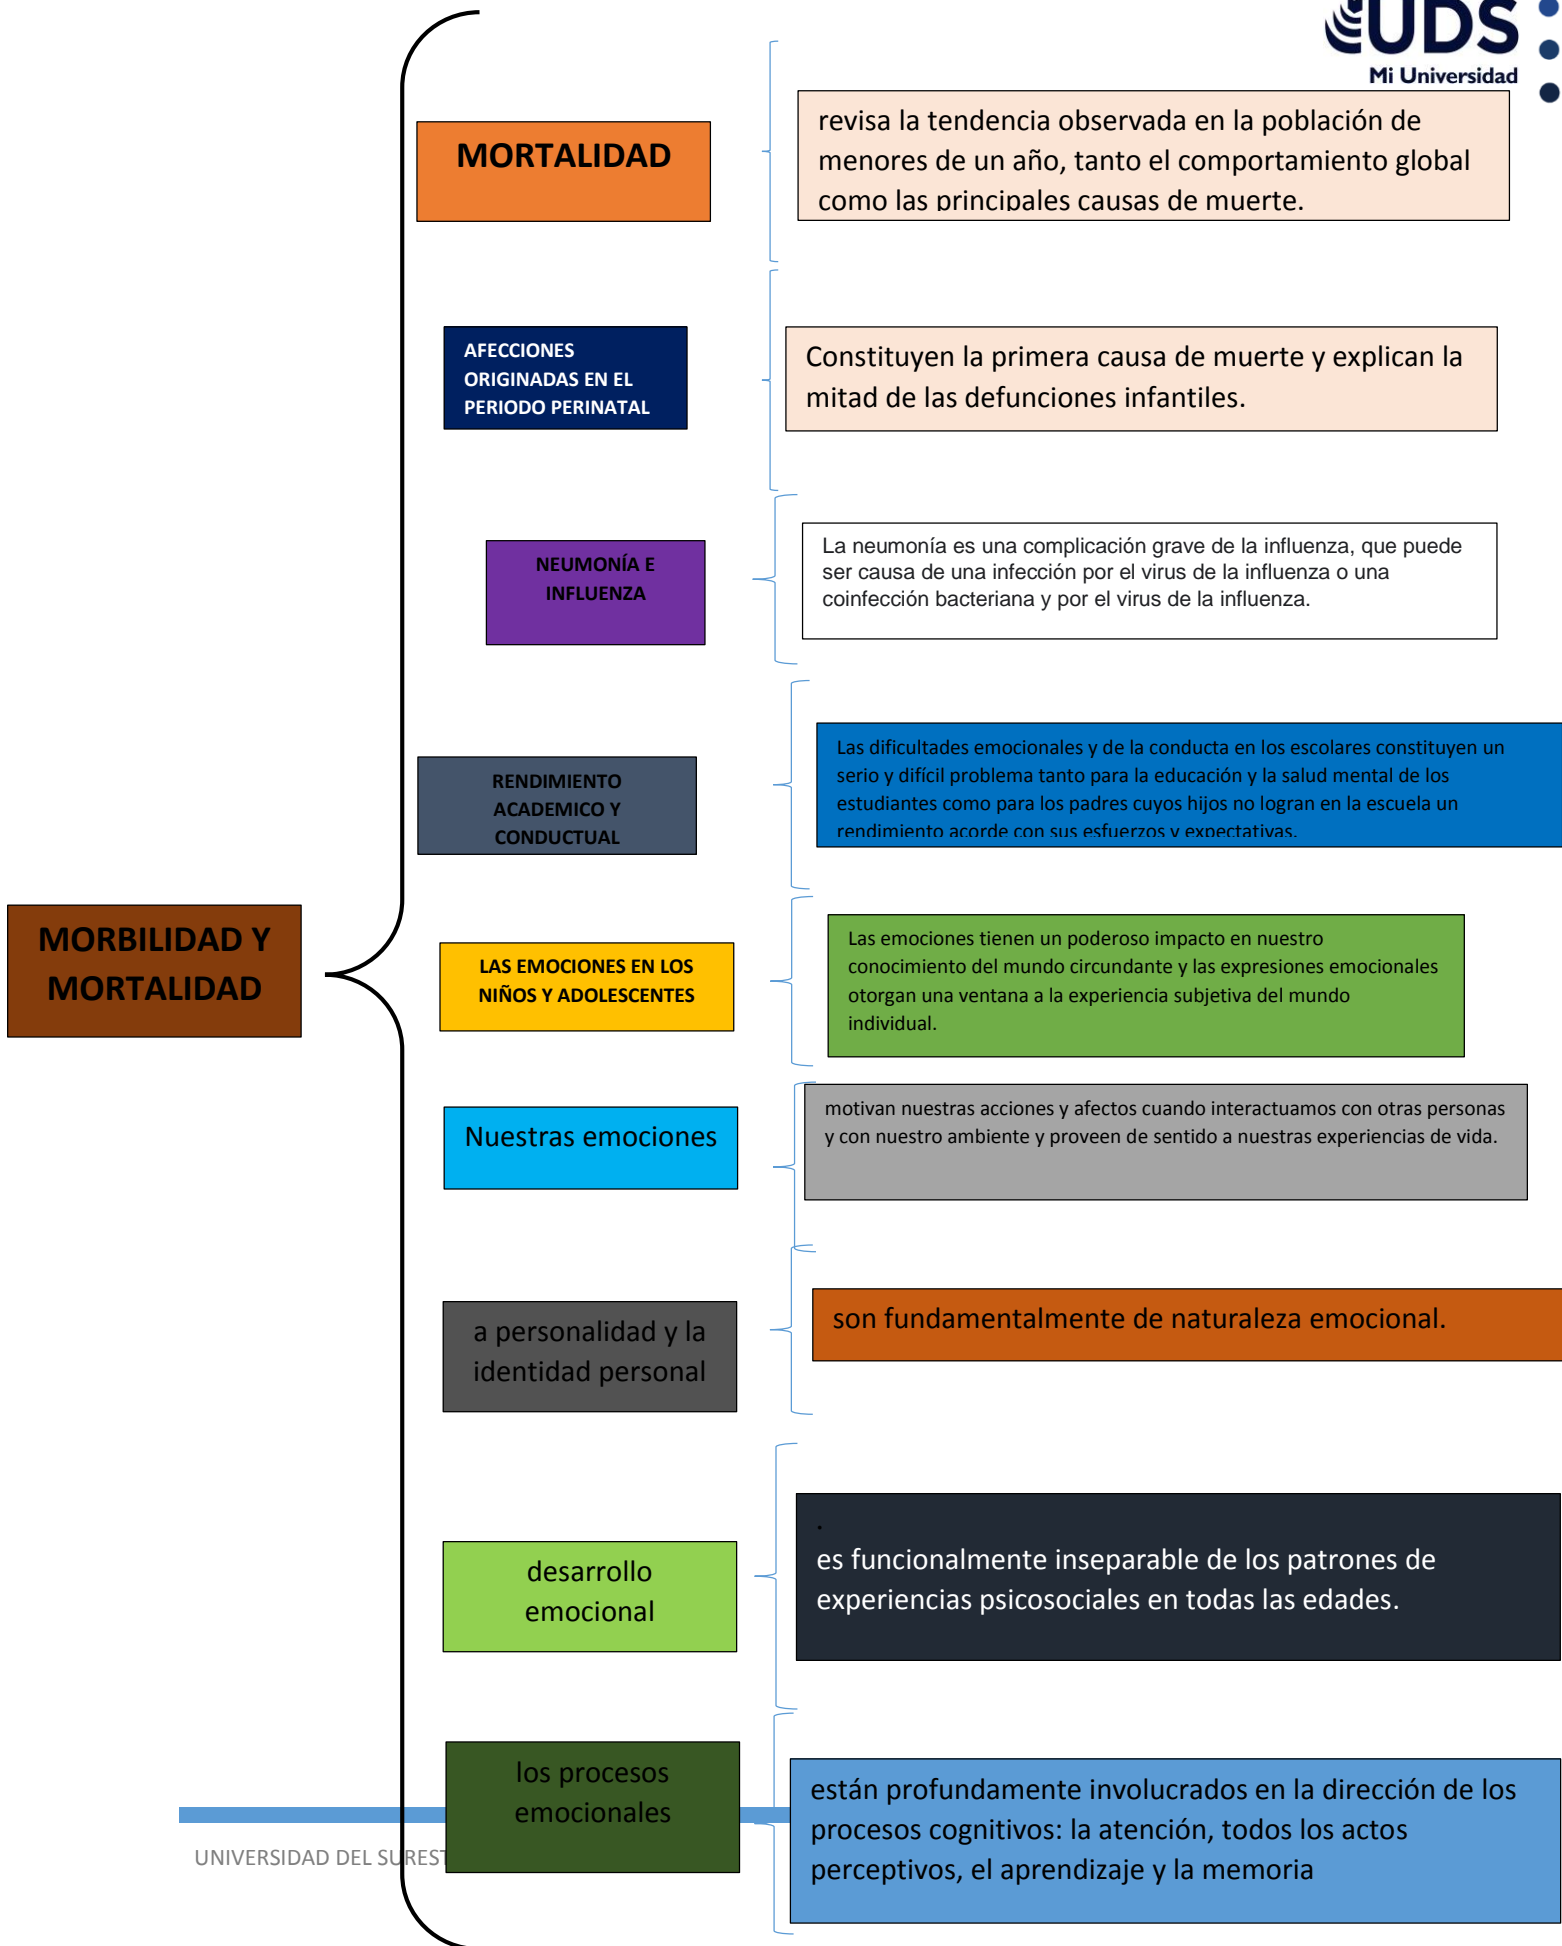 UDS
Mi Universidad
MORTALIDAD
revisa la tendencia observada en la población de
menores de un año, tanto el comportamiento global
como las principales causas de muerte.
AFECCIONES
ORIGINADAS EN EL
PERIODO PERINATAL
Constituyen la primera causa de muerte y explican la
mitad de las defunciones infantiles.
NEUMONÍA E
INFLUENZA
La neumonía es una complicación grave de la influenza, que puede
ser causa de una infección por el virus de la influenza o una
coinfección bacteriana y por el virus de la influenza.
RENDIMIENTO
ACADEMICO Y
CONDUCTUAL
Las dificultades emocionales y de la conducta en los escolares constituyen un
serio y difícil problema tanto para la educación y la salud mental de los
estudiantes como para los padres cuyos hijos no logran en la escuela un
rendimiento acorde con sus esfuerzos y expectativas.
MORBILIDAD Y
MORTALIDAD
LAS EMOCIONES EN LOS
NIÑOS Y ADOLESCENTES
Las emociones tienen un poderoso impacto en nuestro
conocimiento del mundo circundante y las expresiones emocionales
otorgan una ventana a la experiencia subjetiva del mundo
individual.
Nuestras emociones
motivan nuestras acciones y afectos cuando interactuamos con otras personas
y con nuestro ambiente y proveen de sentido a nuestras experiencias de vida.
a personalidad y la
identidad personal
son fundamentalmente de naturaleza emocional.
desarrollo
emocional
.
es funcionalmente inseparable de los patrones de
experiencias psicosociales en todas las edades.
los procesos
emocionales
están profundamente involucrados en la dirección de los
procesos cognitivos: la atención, todos los actos
perceptivos, el aprendizaje y la memoria
UNIVERSIDAD DEL SUREST